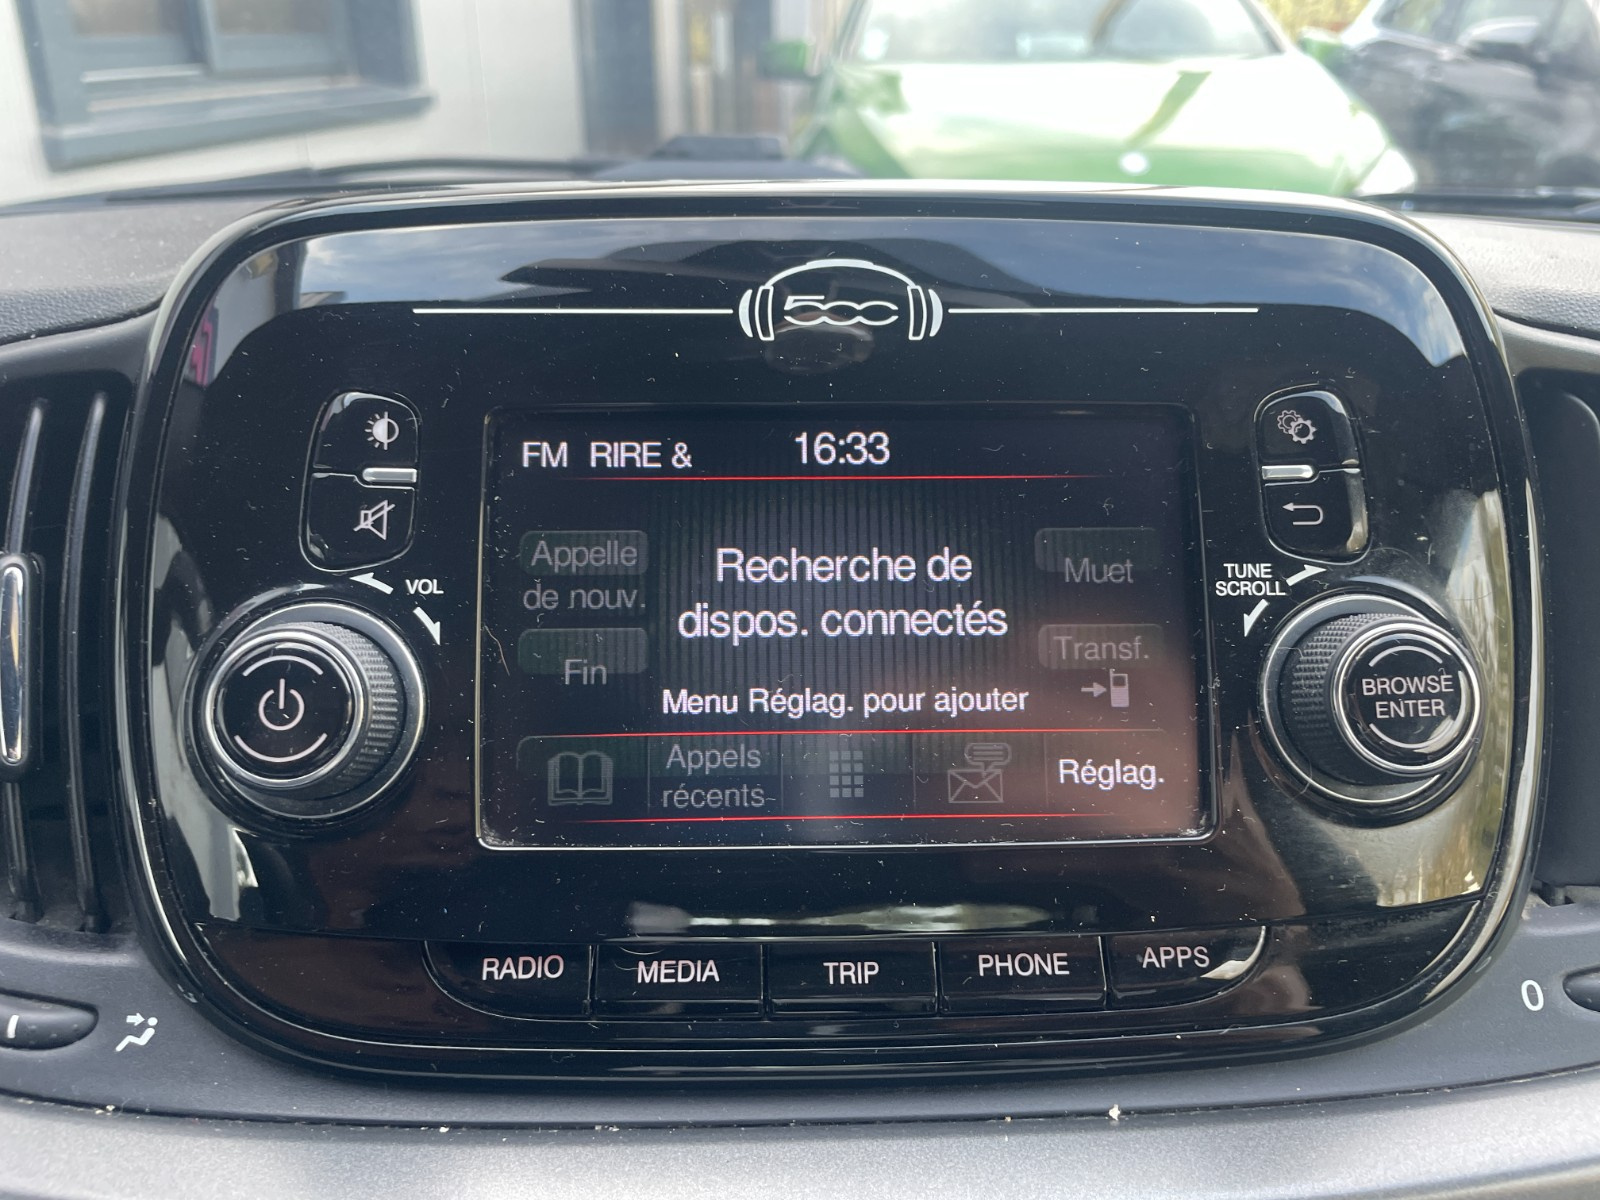 500
FM RIRE & 16:33
Appelle
de nouv.
Recherche de
dispos. connectés
Muet
Fin
Transf.
Menu Réglag. pour ajouter
Appels
récents
Réglag.
VOL
TUNE
SCROLL
BROWSE
ENTER
RADIO
MEDIA
TRIP
PHONE
APPS
0